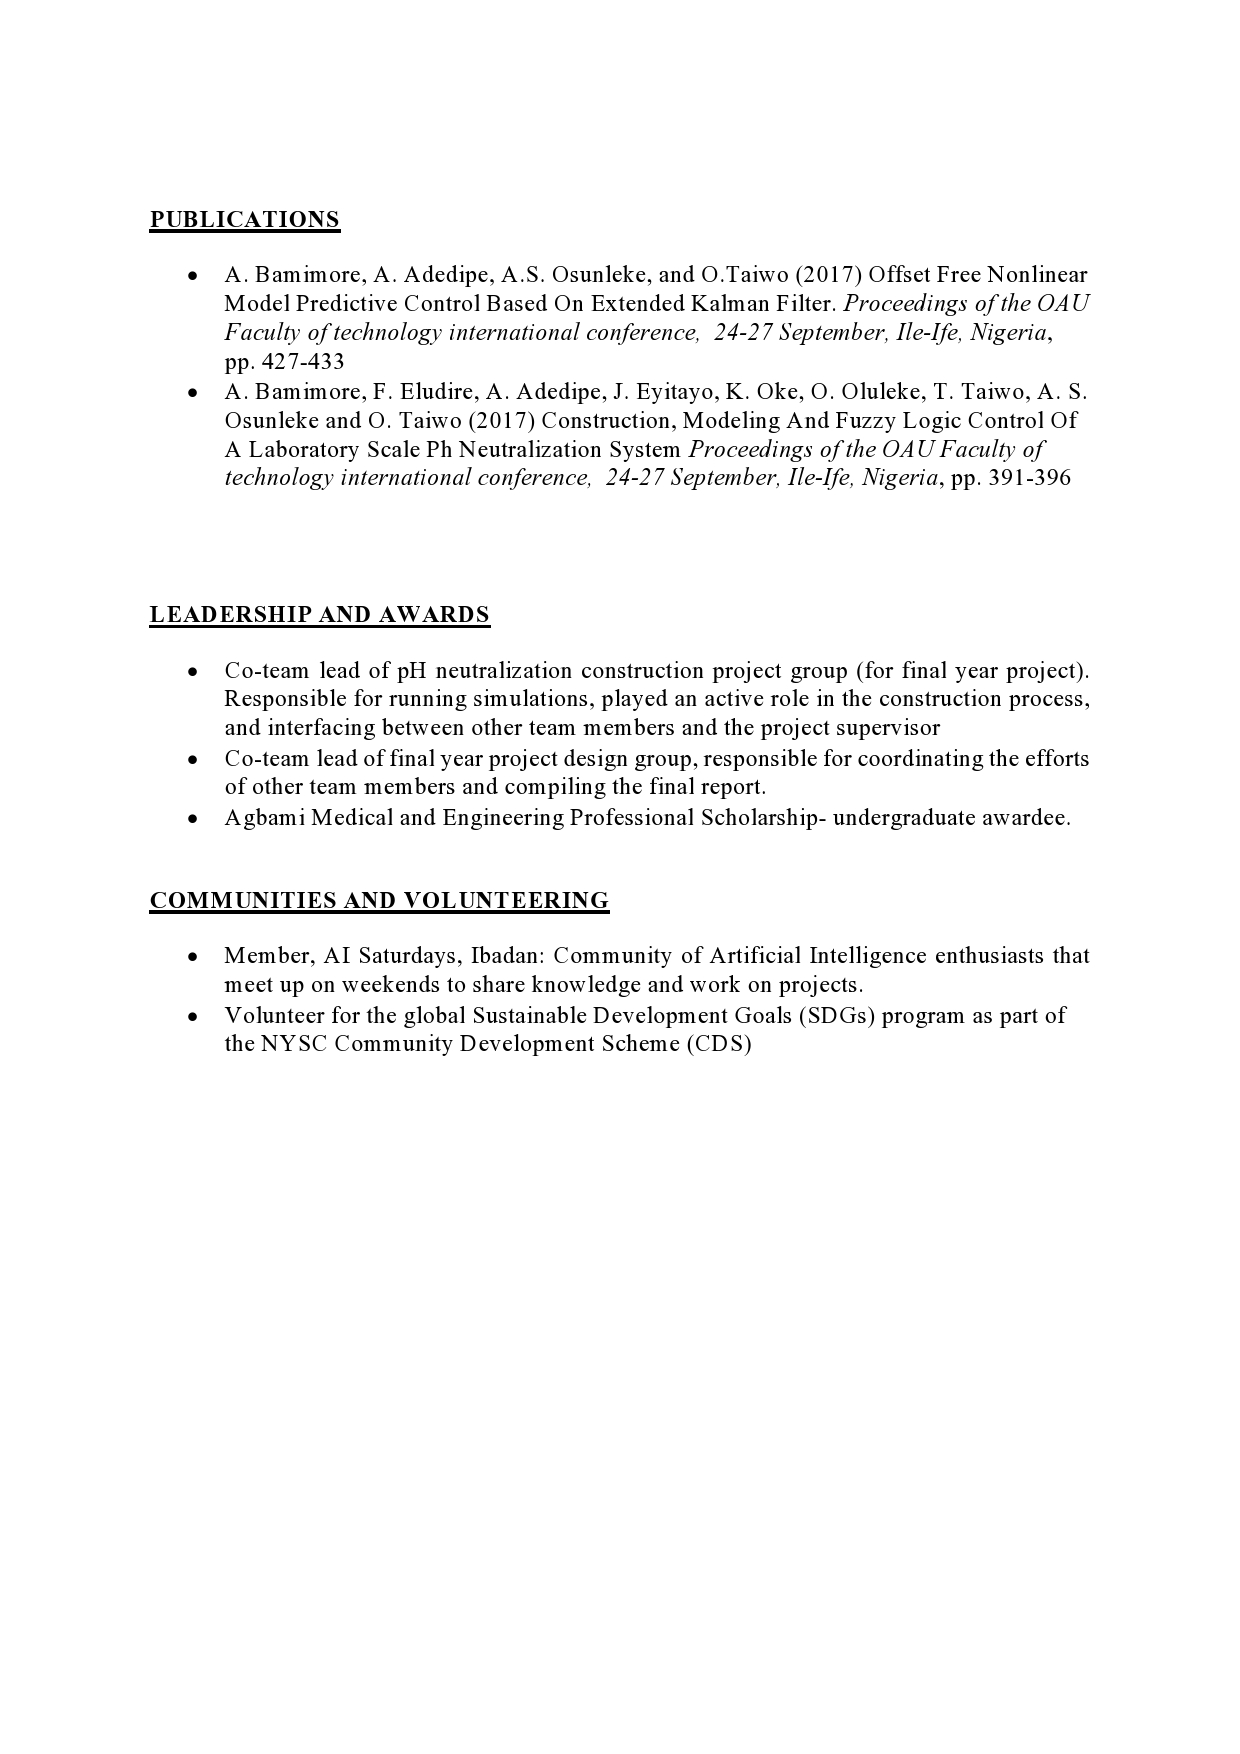 PUBLICATIONS
• A. Bamimore, A. Adedipe, A.S. Osunleke, and O.Taiwo (2017) Offset Free Nonlinear
Model Predictive Control Based On Extended Kalman Filter. Proceedings of the OAU
Faculty of technology international conference, 24-27 September, Ile-Ife, Nigeria,
pp. 427-433
• A. Bamimore, F. Eludire, A. Adedipe, J. Eyitayo, K. Oke, O. Oluleke, T. Taiwo, A. S.
Osunleke and O. Taiwo (2017) Construction, Modeling And Fuzzy Logic Control Of
A Laboratory Scale Ph Neutralization System Proceedings of the OAU Faculty of
technology international conference, 24-27 September, Ile-Ife, Nigeria, pp. 391-396
LEADERSHIP AND AWARDS
• Co-team lead of pH neutralization construction project group (for final year project).
Responsible for running simulations, played an active role in the construction process,
and interfacing between other team members and the project supervisor
• Co-team lead of final year project design group, responsible for coordinating the efforts
of other team members and compiling the final report.
• Agbami Medical and Engineering Professional Scholarship- undergraduate awardee.
COMMUNITIES AND VOLUNTEERING
• Member, AI Saturdays, Ibadan: Community of Artificial Intelligence enthusiasts that
meet up on weekends to share knowledge and work on projects.
• Volunteer for the global Sustainable Development Goals (SDGs) program as part of
the NYSC Community Development Scheme (CDS)